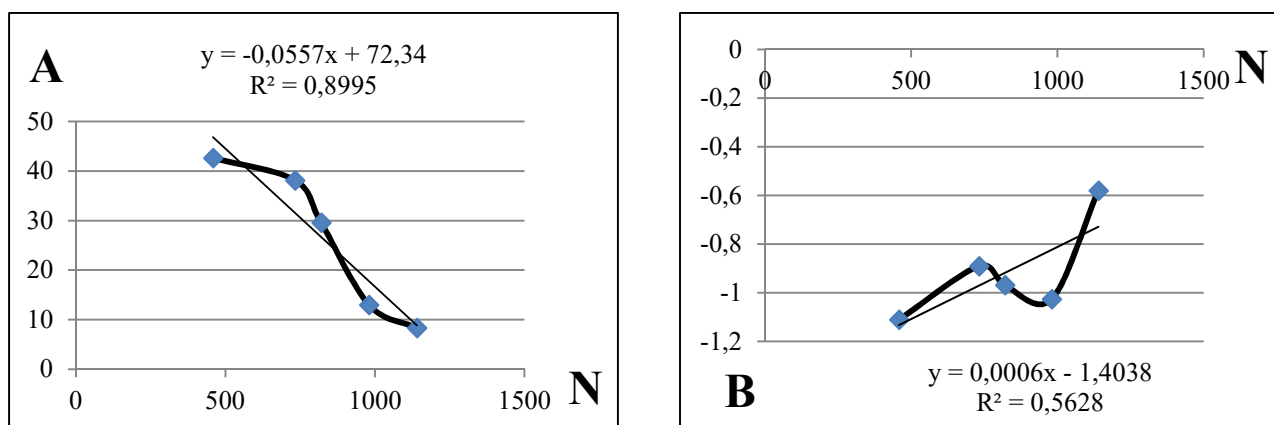 A
y = -0,0557x + 72,34
R² = 0,8995
50
40
30
20
10
0
0 500 1000 1500
N
0
0 500 1000 1500
N
-0,2
-0,4
-0,6
-0,8
-1
-1,2
B
y = 0,0006x - 1,4038
R² = 0,5628